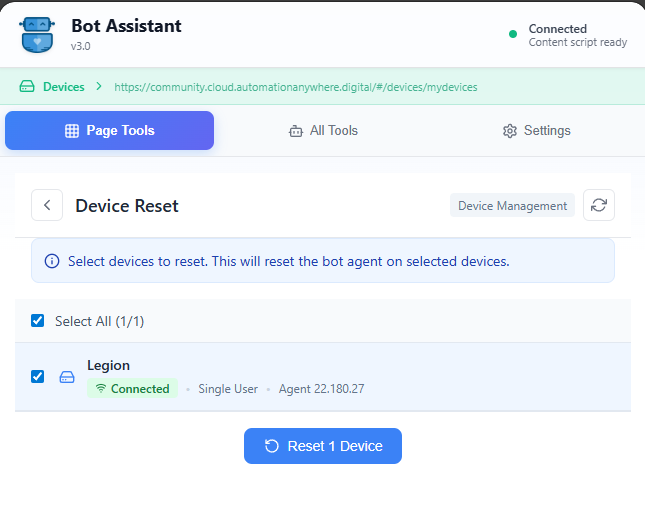 Bot Assistant
v3.0
Connected
Content script ready
Devices
https://community.cloud.automationanywhere.digital/#/devices/mydevices
Page Tools
All Tools
Settings
Device Reset
Device Management
Select devices to reset. This will reset the bot agent on selected devices.
Select All (1/1)
Legion
Connected • Single User • Agent 22.180.27
Reset 1 Device